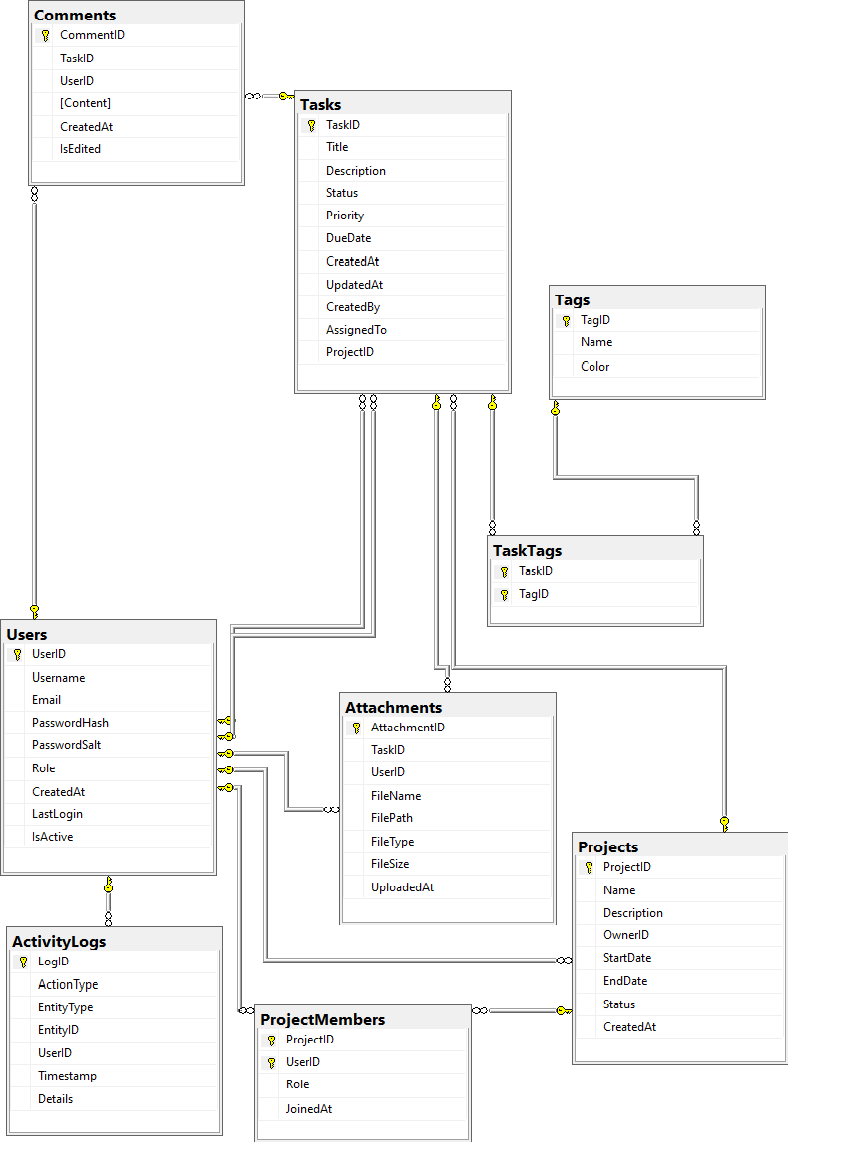 Comments
CommentID
TaskID
UserID
[Content]
CreatedAt
IsEdited
Tasks
TaskID
Title
Description
Status
Priority
DueDate
CreatedAt
UpdatedAt
CreatedBy
AssignedTo
ProjectID
Tags
TagID
Name
Color
TaskTags
TaskID
TagID
Users
UserID
Username
Email
PasswordHash
PasswordSalt
Role
CreatedAt
LastLogin
IsActive
Attachments
AttachmentID
TaskID
UserID
FileName
FilePath
FileType
FileSize
UploadedAt
Projects
ProjectID
Name
Description
OwnerID
StartDate
EndDate
Status
CreatedAt
ActivityLogs
LogID
ActionType
EntityType
EntityID
UserID
Timestamp
Details
ProjectMembers
ProjectID
UserID
Role
JoinedAt